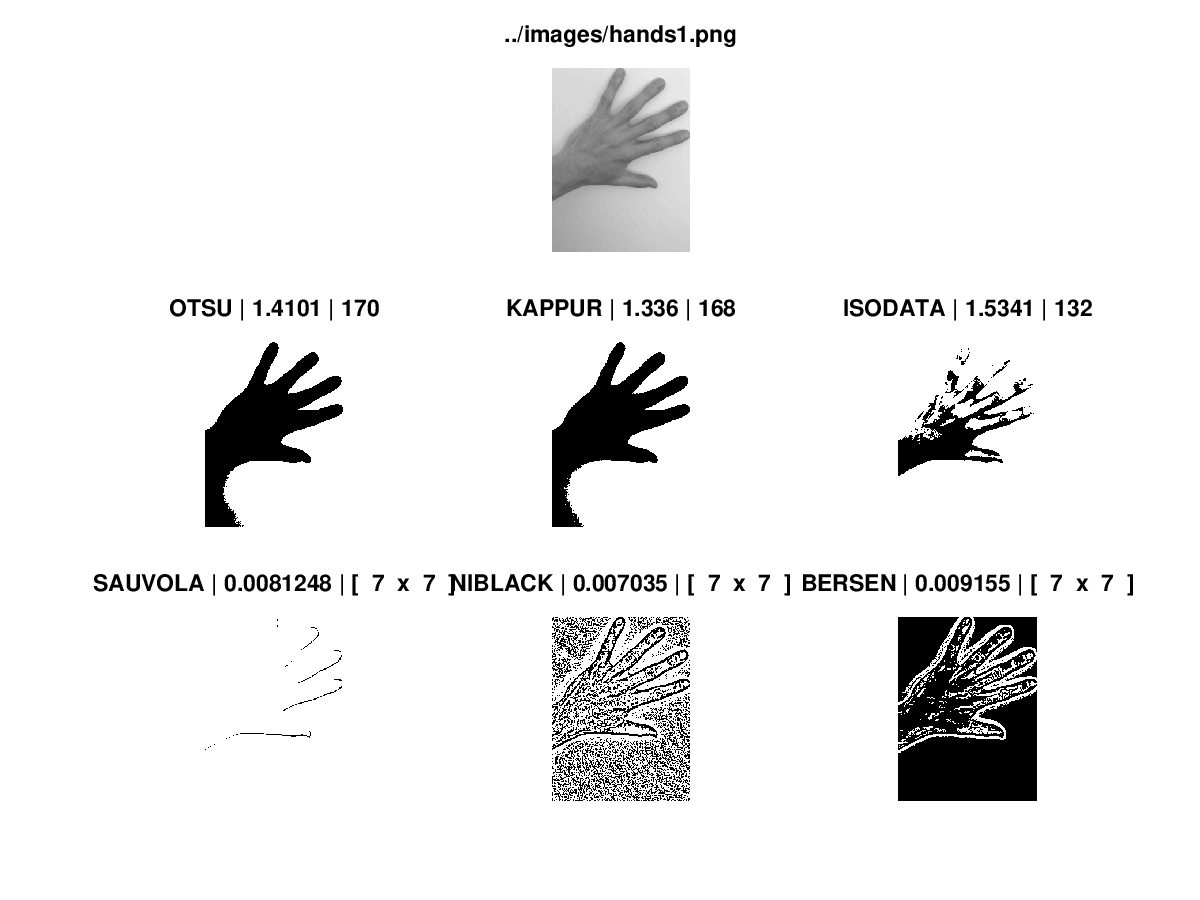 ../images/hands1.png
OTSU | 1.4101 | 170
KAPPUR | 1.336 | 168
ISODATA | 1.5341 | 132
SAUVOLA | 0.0081248 | [ 7 x 7 ]
NIBLACK | 0.007035 | [ 7 x 7 ]
BERSEN | 0.009155 | [ 7 x 7 ]